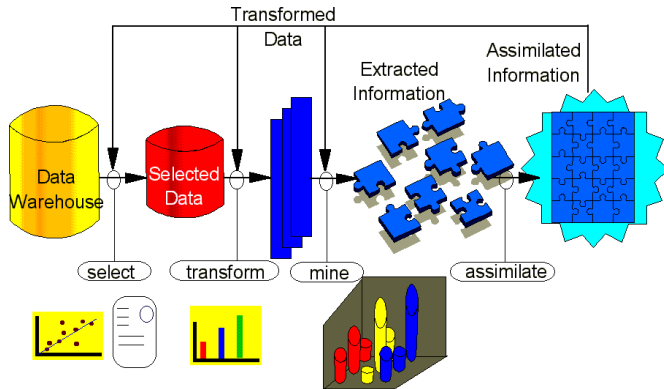 Transformed
Data
Extracted
Information
Assimilated
Information
Data
Warehouse
Selected
Data
select
transform
mine
assimilate